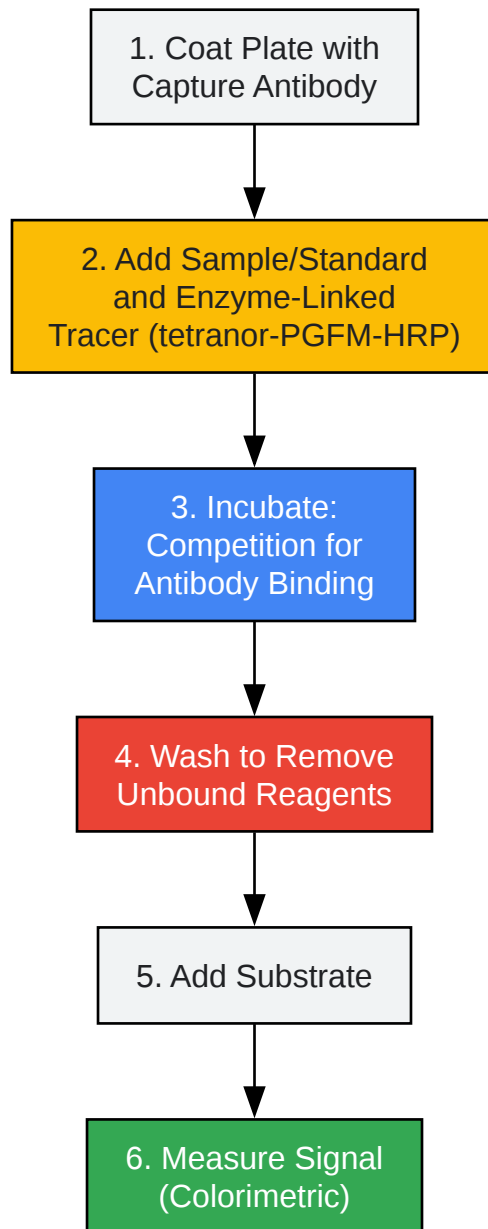 1. Coat Plate with
Capture Antibody
2. Add Sample/Standard
and Enzyme-Linked
Tracer (tetranor-PGFM-HRP)
3. Incubate:
Competition for
Antibody Binding
4. Wash to Remove
Unbound Reagents
5. Add Substrate
6. Measure Signal
(Colorimetric)